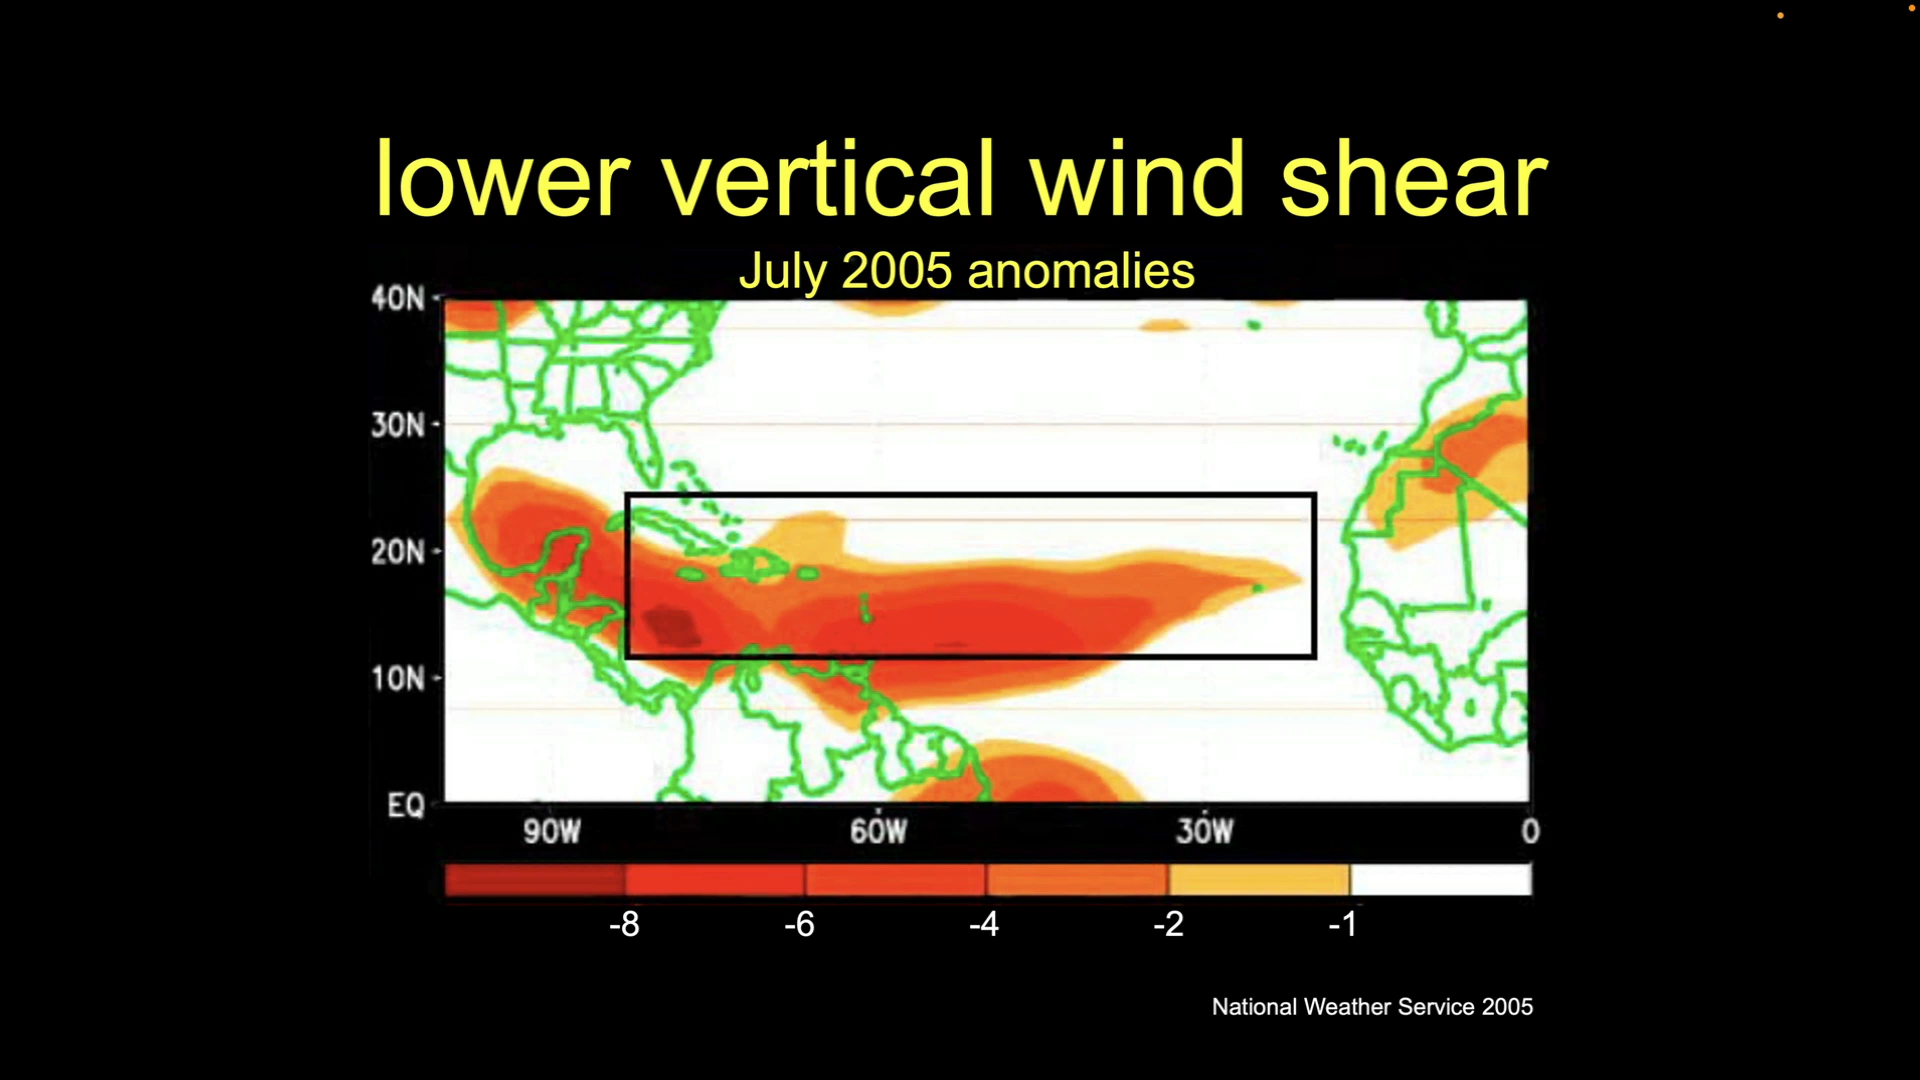 lower vertical wind shear
July 2005 anomalies
40N
30N
20N
10N
EQ
90W 60W 30W 0
-8 -6 -4 -2 -1
National Weather Service 2005